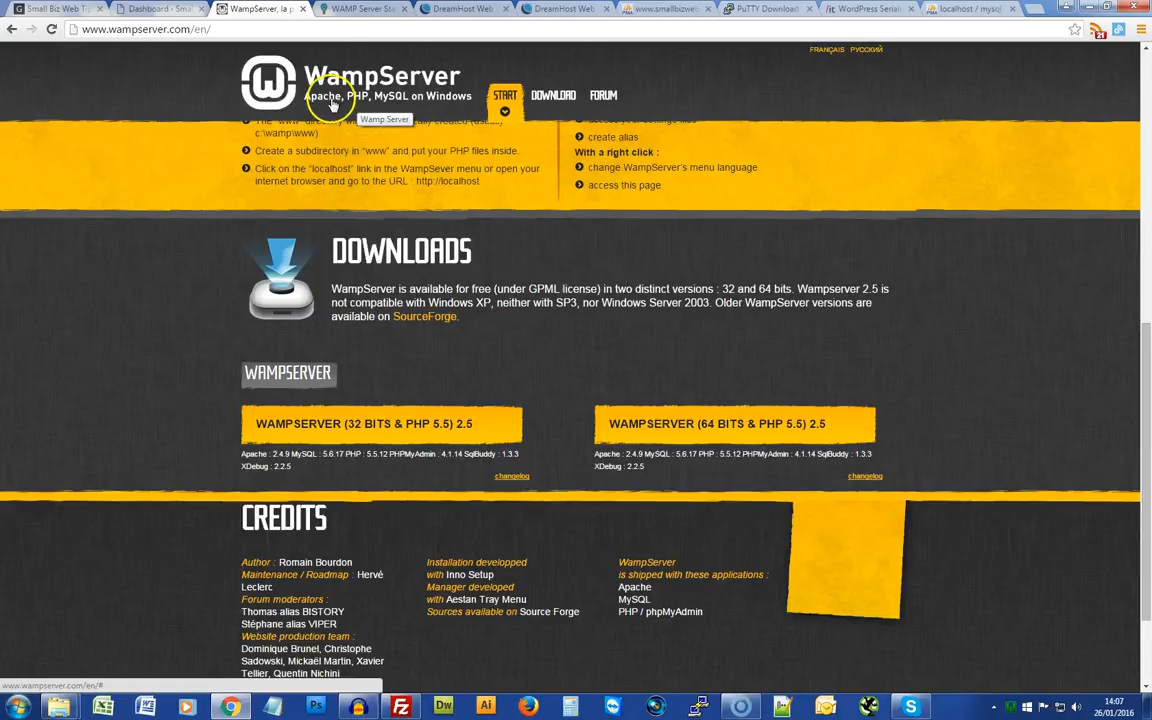 Small Biz Web Ti
Dashboard ‹ Sma
WampServer, la p
WAMP Server Sta
DreamHost Web
DreamHost Web
www.smallbizweb
PuTTY Download
WordPress Seriali
localhost / mysql
www.wampserver.com/en/
21
FRANÇAIS РУССКИЙ
WampServer
Apache, PHP, MySQL on Windows
START DOWNLOAD FORUM
Wamp Server
c:\wamp\www)
Create a subdirectory in "www" and put your PHP files inside.
Click on the "localhost" link in the WampSever menu or open your
internet browser and go to the URL : http://localhost
create alias
With a right click :
change WampServer's menu language
access this page
DOWNLOADS
WampServer is available for free (under GPML license) in two distinct versions : 32 and 64 bits. Wampserver 2.5 is
not compatible with Windows XP, neither with SP3, nor Windows Server 2003. Older WampServer versions are
available on SourceForge.
WAMPSERVER
WAMPSERVER (32 BITS & PHP 5.5) 2.5
Apache : 2.4.9 MySQL : 5.6.17 PHP : 5.5.12 PHPMyAdmin : 4.1.14 SqlBuddy : 1.3.3
XDebug : 2.2.5
changelog
WAMPSERVER (64 BITS & PHP 5.5) 2.5
Apache : 2.4.9 MySQL : 5.6.17 PHP : 5.5.12 PHPMyAdmin : 4.1.14 SqlBuddy : 1.3.3
XDebug : 2.2.5
changelog
CREDITS
Author : Romain Bourdon
Maintenance / Roadmap : Hervé
Leclerc
Forum moderators :
Thomas alias BISTORY
Stéphane alias VIPER
Website production team :
Dominique Brunel, Christophe
Sadowski, Mickaël Martin, Xavier
Tellier, Quentin Nichini
Installation developped
with Inno Setup
Manager developed
with Aestan Tray Menu
Sources available on Source Forge
WampServer
is shipped with these applications :
Apache
MySQL
PHP / phpMyAdmin
www.wampserver.com/en/#
14:07
26/01/2016